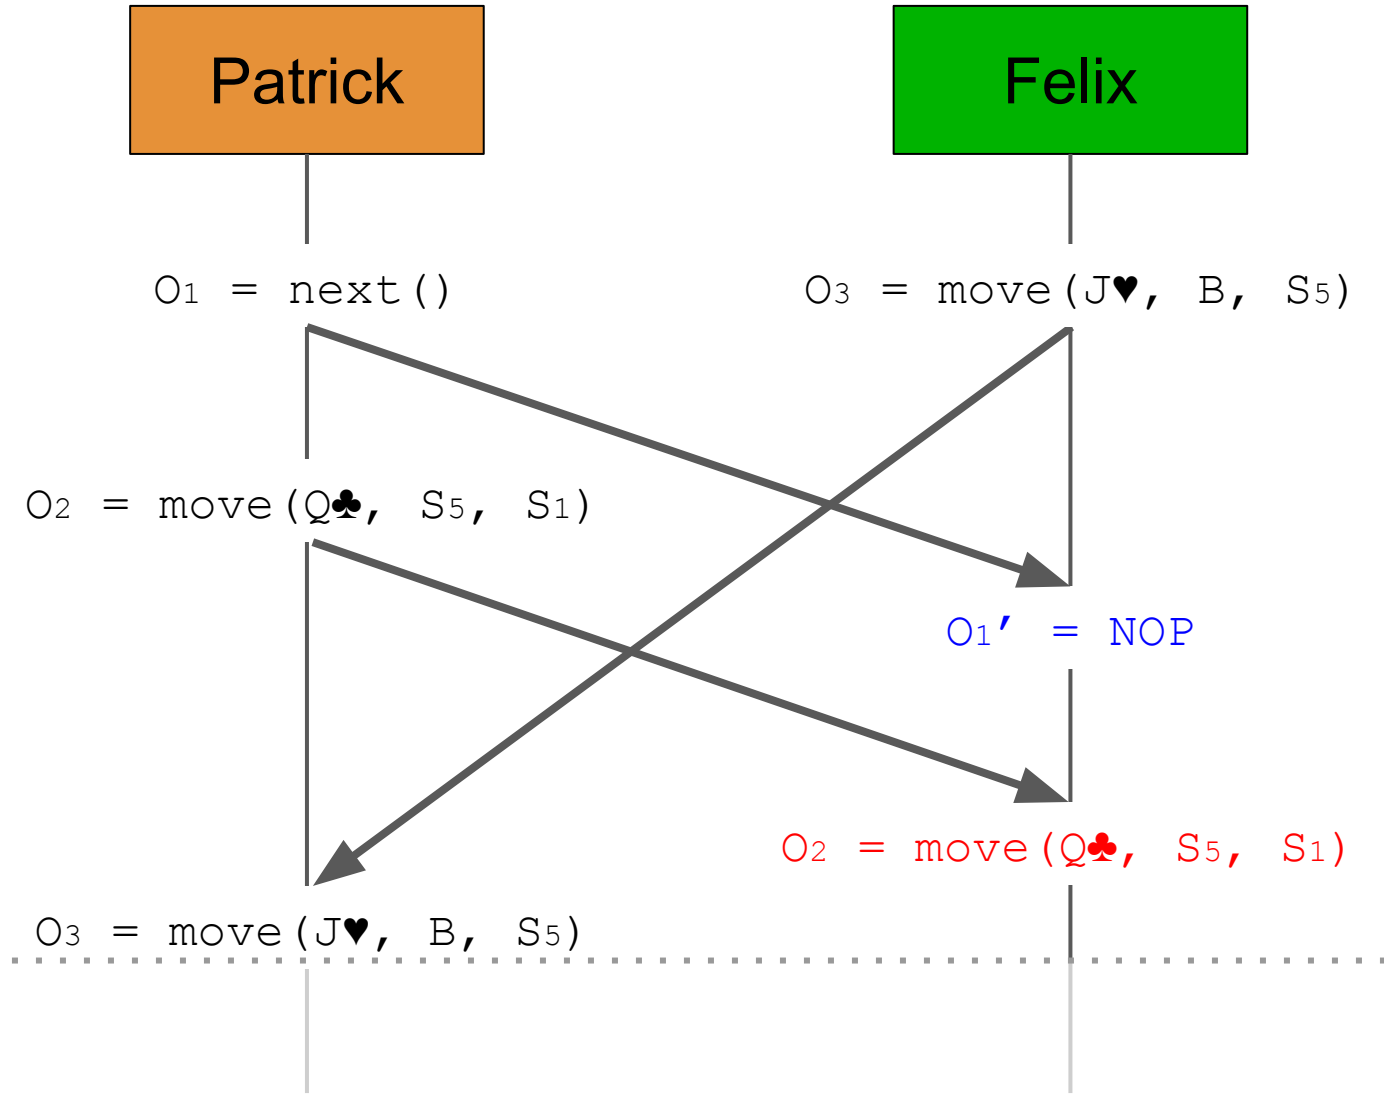 Patrick
Felix
O₁ = next()
O₃ = move(J♥, B, S₅)
O₂ = move(Q♣, S₅, S₁)
O₁′ = NOP
O₂ = move(Q♣, S₅, S₁)
O₃ = move(J♥, B, S₅)